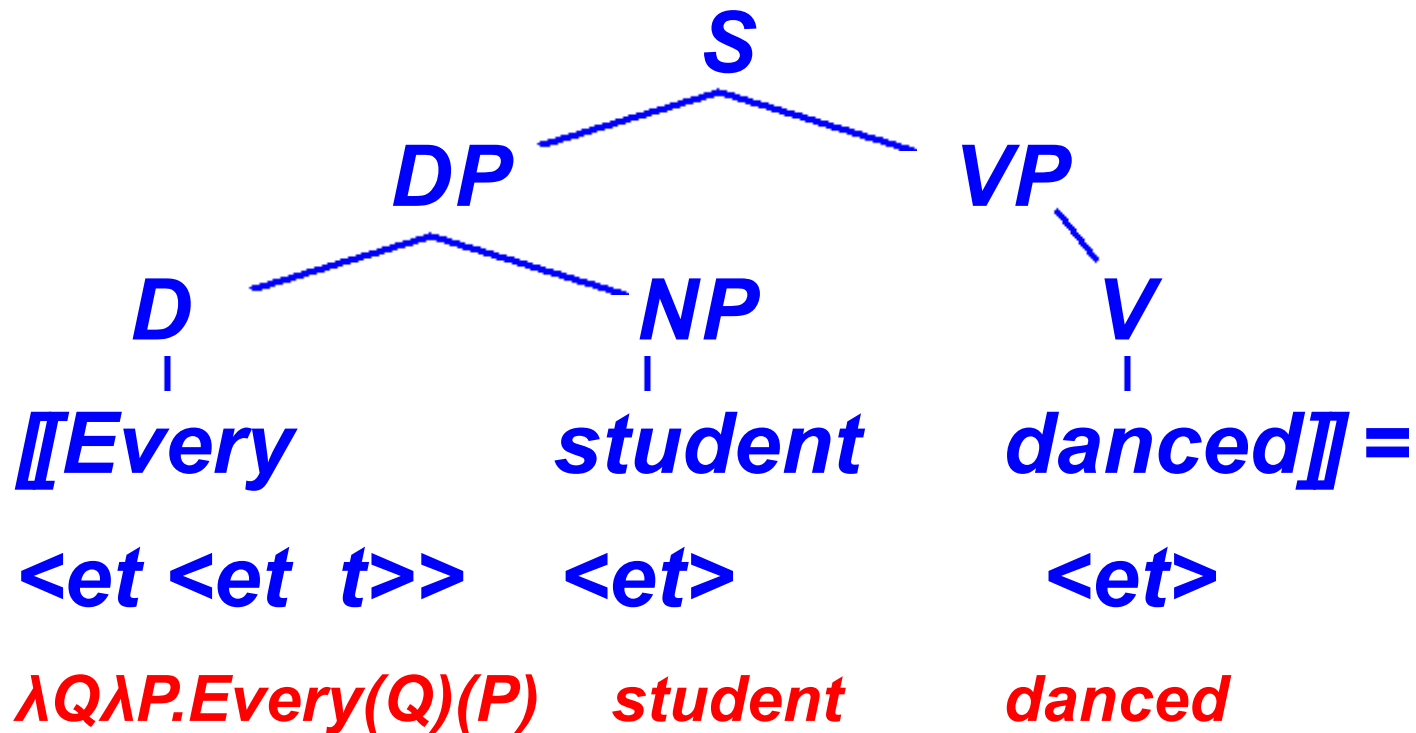 S
DP VP
D NP V
⟦Every student danced⟧ =
<et <et t>> <et> <et>
λQλP.Every(Q)(P) student danced